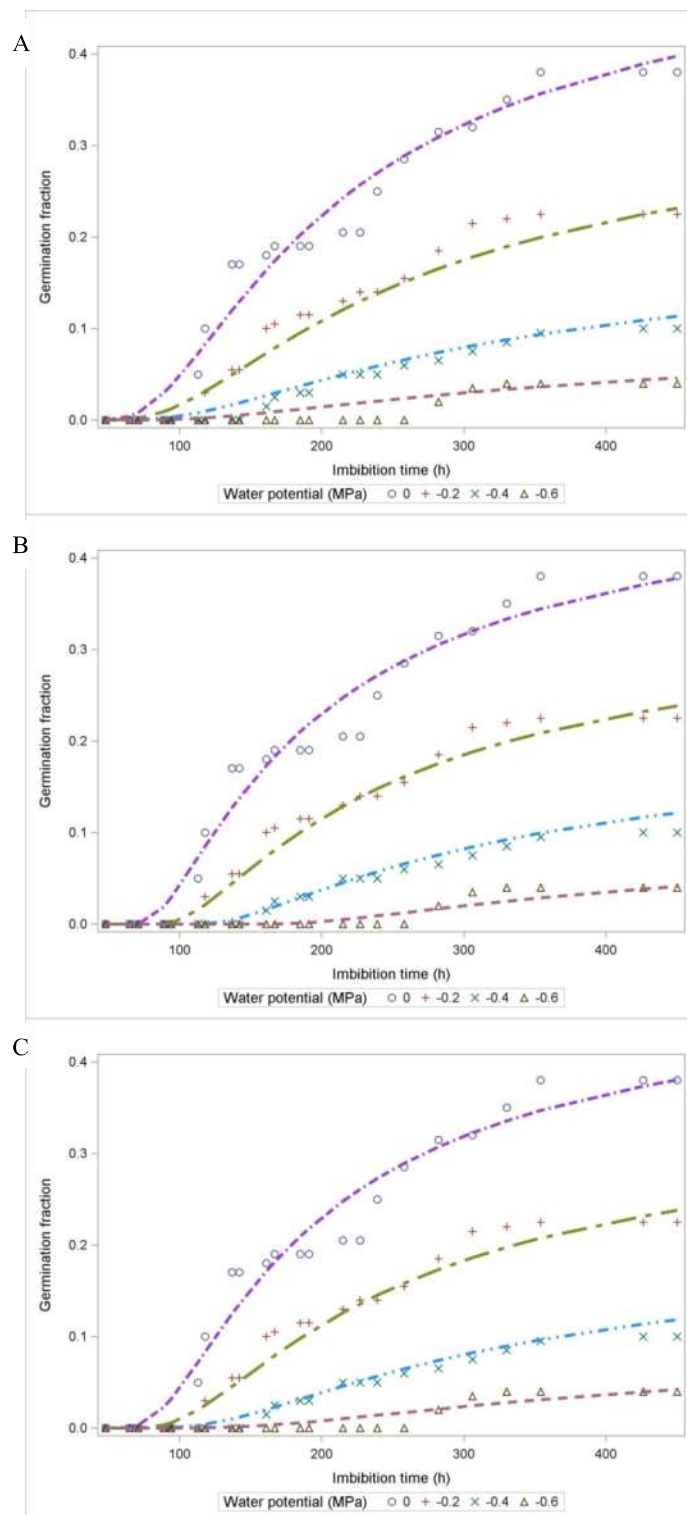 A
0.4
0.3
0.2
0.1
0.0
Germination fraction
100 200 300 400
Imbibition time (h)
Water potential (MPa) 0 -0.2 -0.4 -0.6
B
0.4
0.3
0.2
0.1
0.0
Germination fraction
100 200 300 400
Imbibition time (h)
Water potential (MPa) 0 -0.2 -0.4 -0.6
C
0.4
0.3
0.2
0.1
0.0
Germination fraction
100 200 300 400
Imbibition time (h)
Water potential (MPa) 0 -0.2 -0.4 -0.6